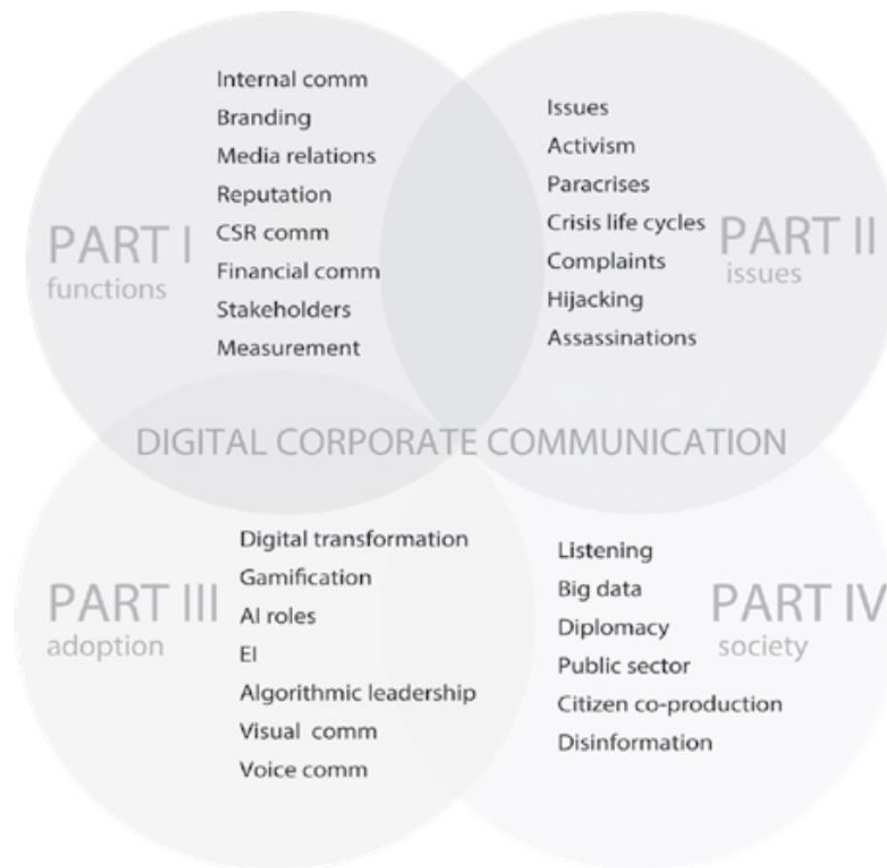 Internal comm
Branding
Media relations
Reputation
CSR comm
Financial comm
Stakeholders
Measurement
PART I
functions
Issues
Activism
Paracrises
Crisis life cycles
Complaints
Hijacking
Assassinations
PART II
issues
DIGITAL CORPORATE COMMUNICATION
Digital transformation
Gamification
AI roles
EI
Algorithmic leadership
Visual comm
Voice comm
PART III
adoption
Listening
Big data
Diplomacy
Public sector
Citizen co-production
Disinformation
PART IV
society